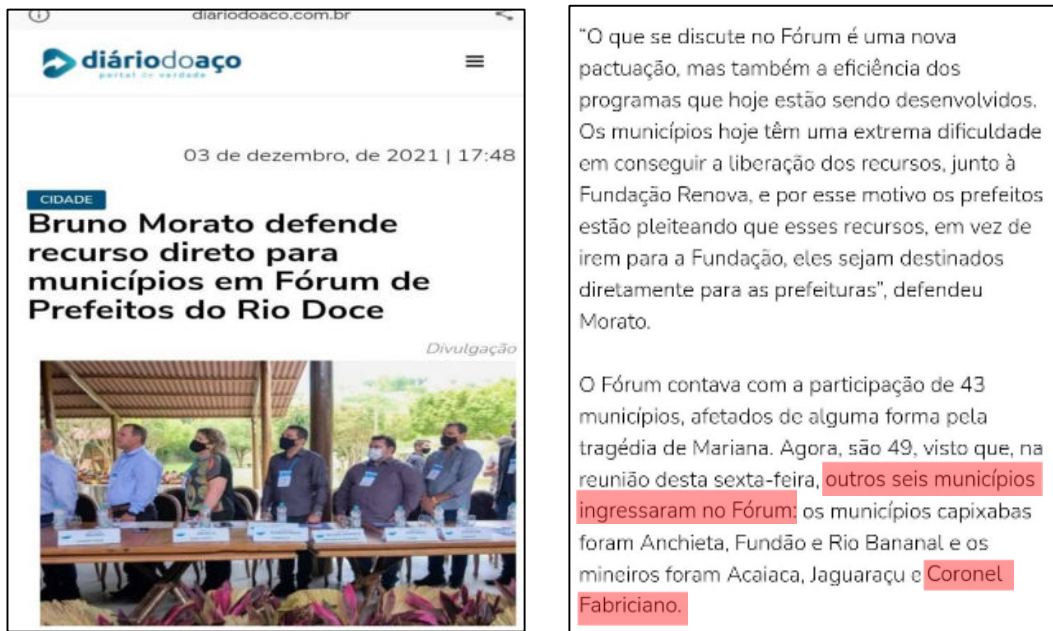 diariodoaco.com.br
diáriodoaço
portal de verdade
03 de dezembro, de 2021 | 17:48
CIDADE
Bruno Morato defende
recurso direto para
municípios em Fórum de
Prefeitos do Rio Doce
Divulgação
“O que se discute no Fórum é uma nova
pactuação, mas também a eficiência dos
programas que hoje estão sendo desenvolvidos.
Os municípios hoje têm uma extrema dificuldade
em conseguir a liberação dos recursos, junto à
Fundação Renova, e por esse motivo os prefeitos
estão pleiteando que esses recursos, em vez de
irem para a Fundação, eles sejam destinados
diretamente para as prefeituras”, defendeu
Morato.
O Fórum contava com a participação de 43
municípios, afetados de alguma forma pela
tragédia de Mariana. Agora, são 49, visto que, na
reunião desta sexta-feira, outros seis municípios
ingressaram no Fórum: os municípios capixabas
foram Anchieta, Fundão e Rio Bananal e os
mineiros foram Acaiaca, Jaguaraçu e Coronel
Fabriciano.